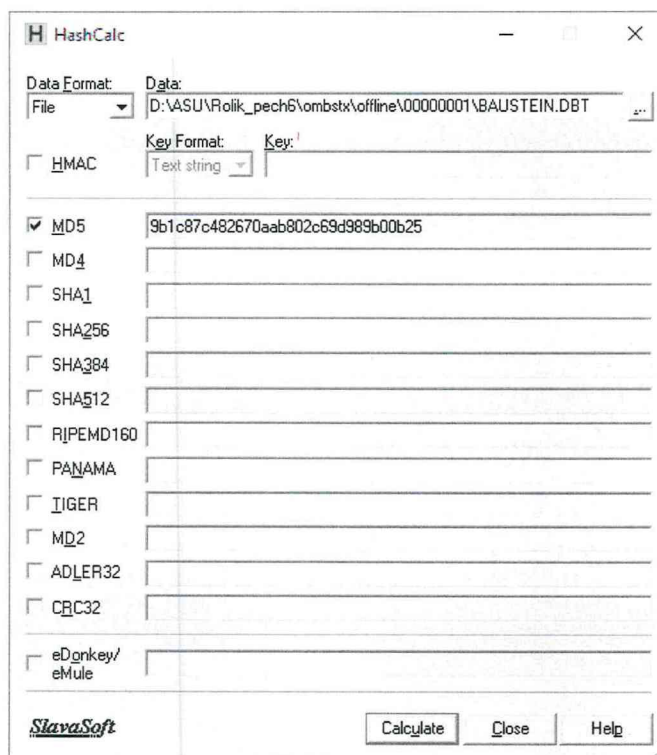 HashCalc
Data Format: Data:
File D:\ASU\Rolik_pech6\ombstx\offline\00000001\BAUSTEIN.DBT ...
Key Format: Key:
HMAC Text string
MD5 9b1c87c482670aab802c69d989b00b25
MD4
SHA1
SHA256
SHA384
SHA512
RIPEMD160
PANAMA
TIGER
MD2
ADLER32
CRC32
eDonkey/
eMule
SlavaSoft Calculate Close Help